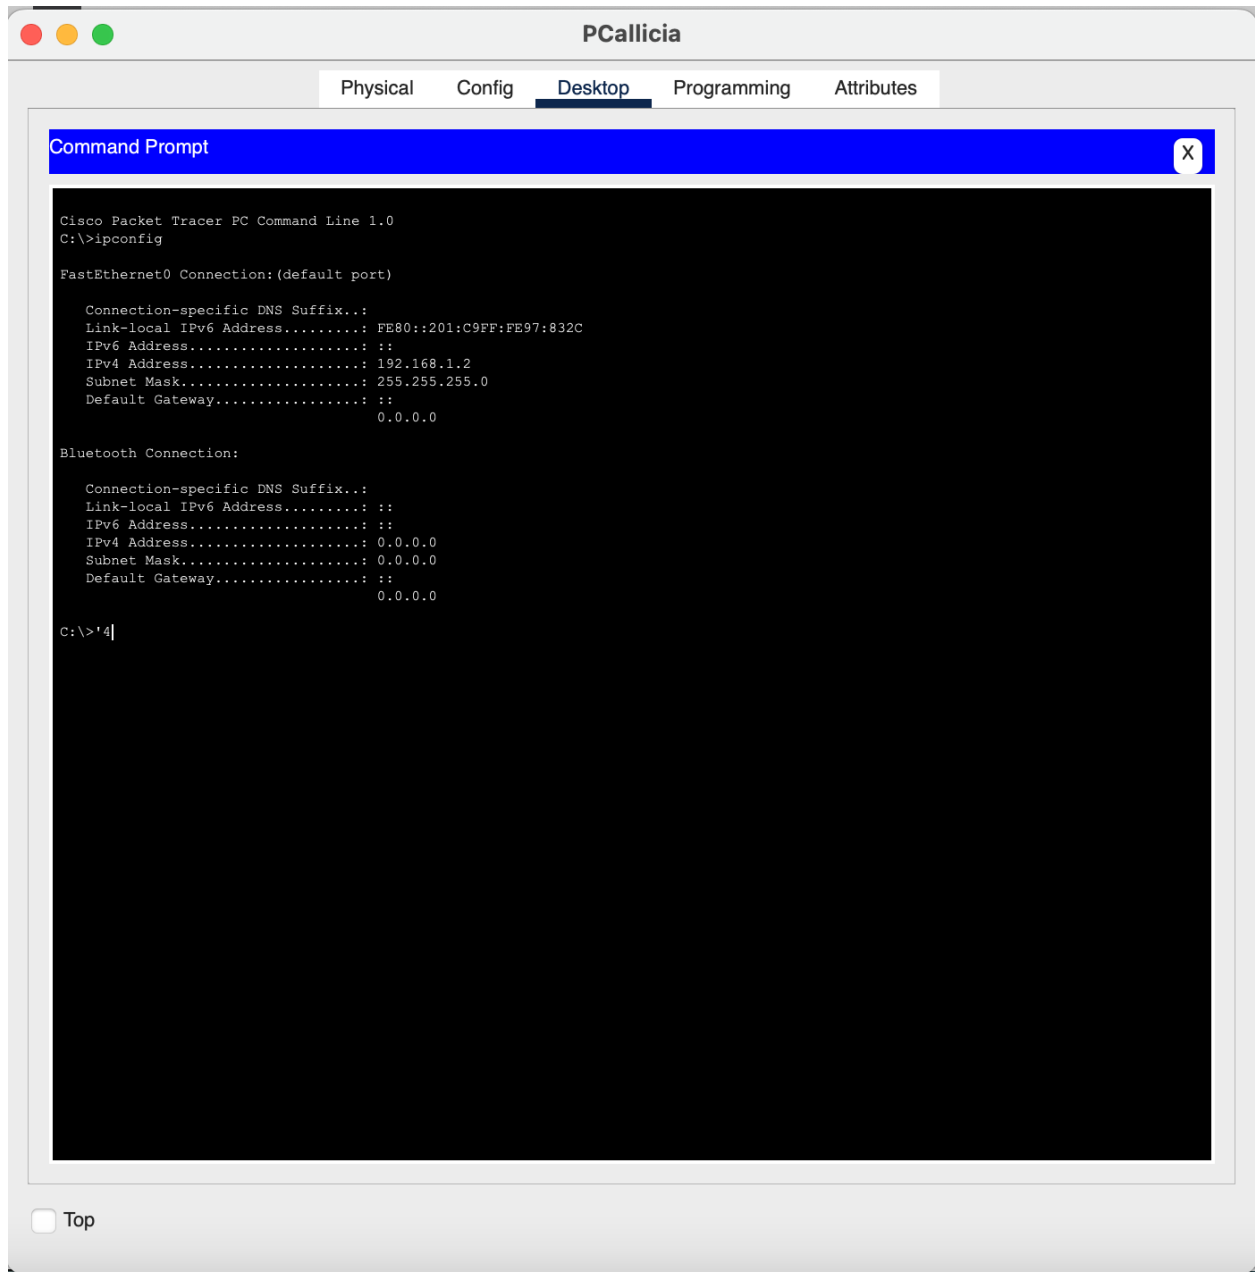 PCallicia
Physical Config Desktop Programming Attributes
Command Prompt
X
Cisco Packet Tracer PC Command Line 1.0
C:\>ipconfig
FastEthernet0 Connection:(default port)
Connection-specific DNS Suffix..:
Link-local IPv6 Address.........: FE80::201:C9FF:FE97:832C
IPv6 Address....................: ::
IPv4 Address....................: 192.168.1.2
Subnet Mask.....................: 255.255.255.0
Default Gateway.................: ::
0.0.0.0
Bluetooth Connection:
Connection-specific DNS Suffix..:
Link-local IPv6 Address.........: ::
IPv6 Address....................: ::
IPv4 Address....................: 0.0.0.0
Subnet Mask.....................: 0.0.0.0
Default Gateway.................: ::
0.0.0.0
C:\>'4
Top